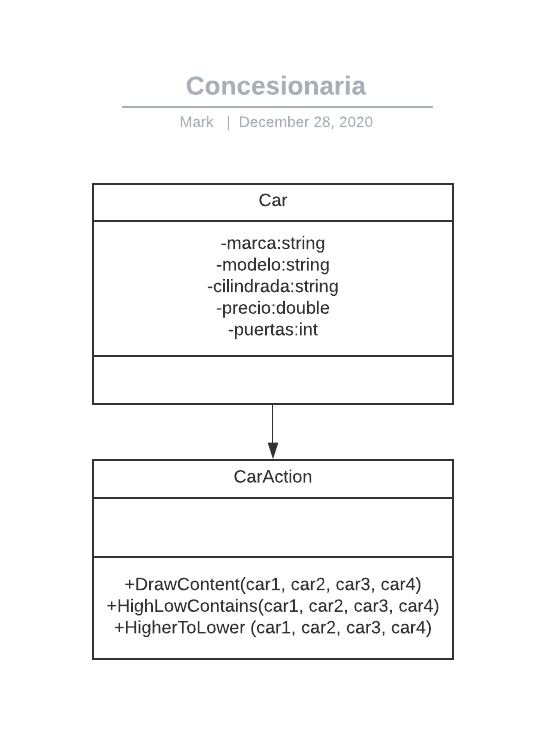 Concesionaria
Mark | December 28, 2020
Car
-marca:string
-modelo:string
-cilindrada:string
-precio:double
-puertas:int
CarAction
+DrawContent(car1, car2, car3, car4)
+HighLowContains(car1, car2, car3, car4)
+HigherToLower (car1, car2, car3, car4)